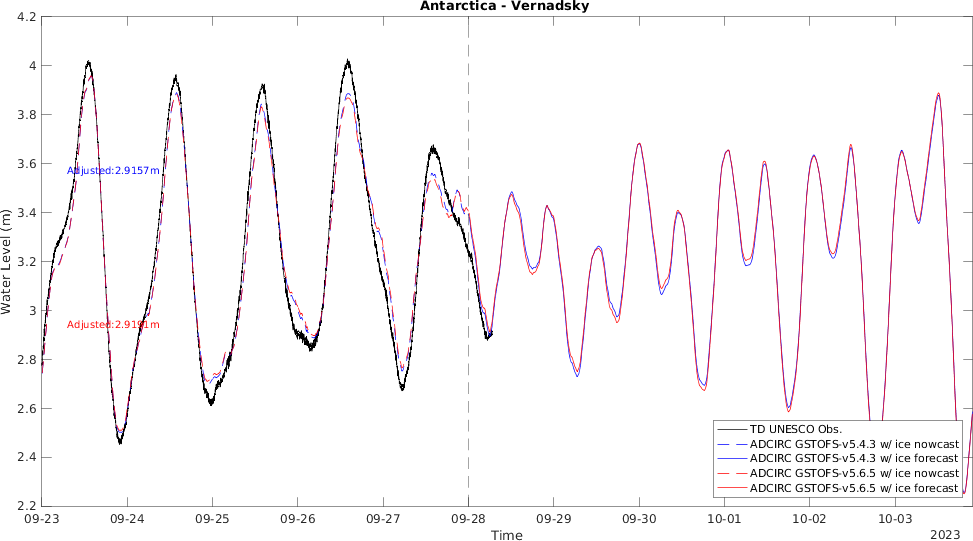 Antarctica - Vernadsky
4.2
4
3.8
3.6
3.4
3.2
3
2.8
2.6
2.4
2.2
Water Level (m)
Adjusted:2.9157m
Adjusted:2.9191m
TD UNESCO Obs.
ADCIRC GSTOFS-v5.4.3 w/ ice nowcast
ADCIRC GSTOFS-v5.4.3 w/ ice forecast
ADCIRC GSTOFS-v5.6.5 w/ ice nowcast
ADCIRC GSTOFS-v5.6.5 w/ ice forecast
09-23 09-24 09-25 09-26 09-27 09-28 09-29 09-30 10-01 10-02 10-03
Time
2023